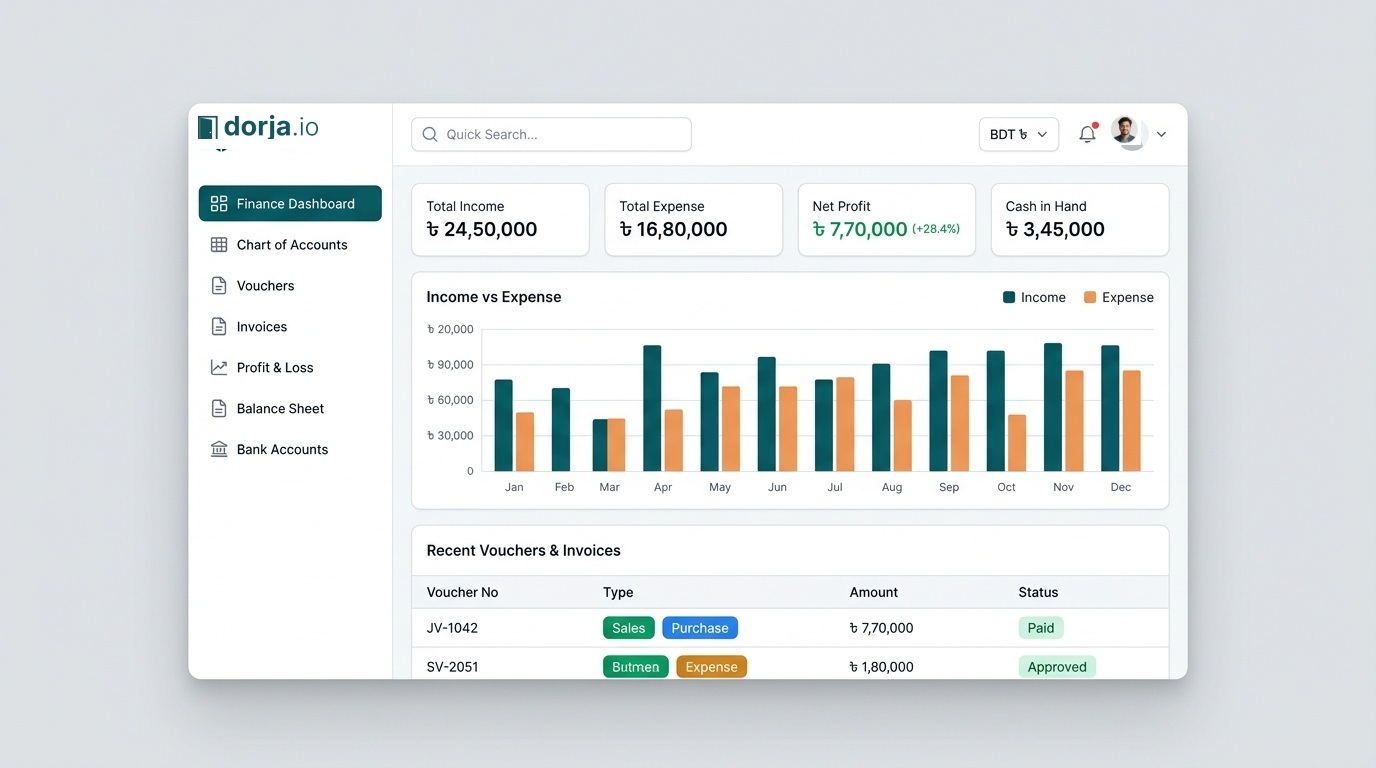 dorja.io
Quick Search...
BDT ৳
Finance Dashboard
Chart of Accounts
Vouchers
Invoices
Profit & Loss
Balance Sheet
Bank Accounts
Total Income
৳ 24,50,000
Total Expense
৳ 16,80,000
Net Profit
৳ 7,70,000 (+28.4%)
Cash in Hand
৳ 3,45,000
Income vs Expense
Income
Expense
৳ 20,000
৳ 90,000
৳ 60,000
৳ 30,000
0
Jan Feb Mar Apr May Jun Jul Aug Sep Oct Nov Dec
Recent Vouchers & Invoices
Voucher No Type Amount Status
JV-1042 Sales Purchase ৳ 7,70,000 Paid
SV-2051 Butmen Expense ৳ 1,80,000 Approved